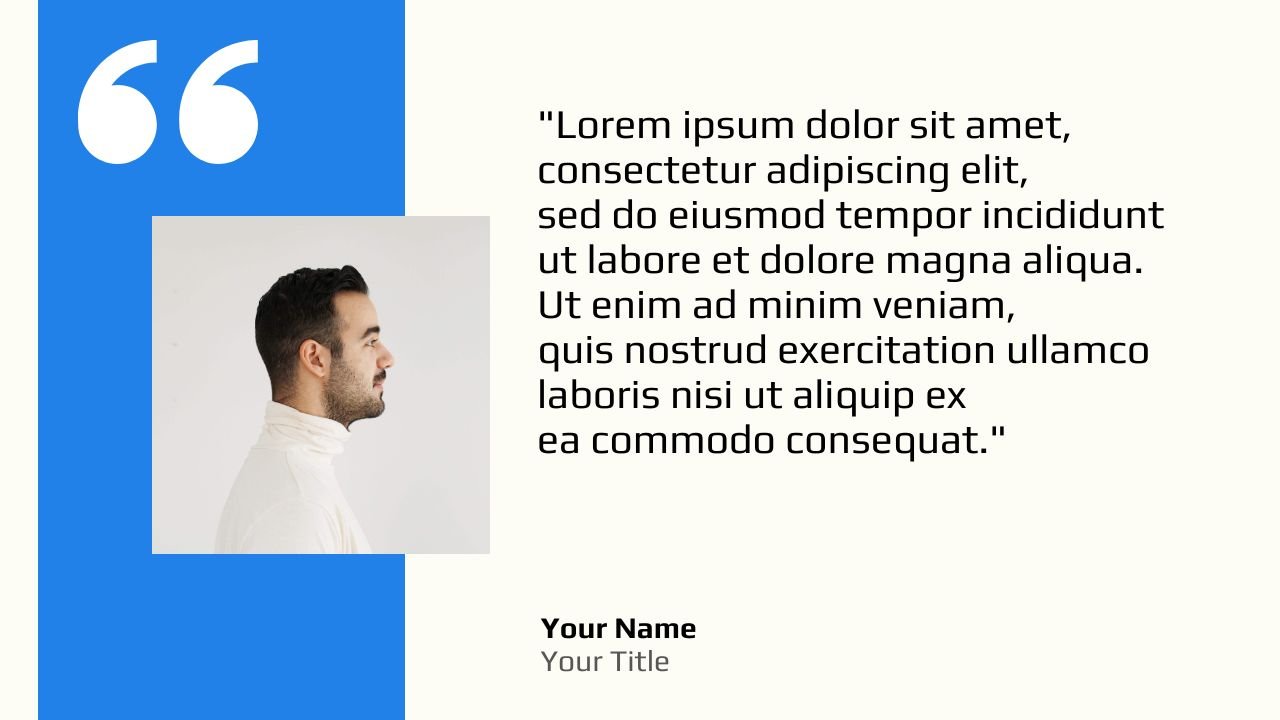 "Lorem ipsum dolor sit amet,
consectetur adipiscing elit,
sed do eiusmod tempor incididunt
ut labore et dolore magna aliqua.
Ut enim ad minim veniam,
quis nostrud exercitation ullamco
laboris nisi ut aliquip ex
ea commodo consequat."
Your Name
Your Title